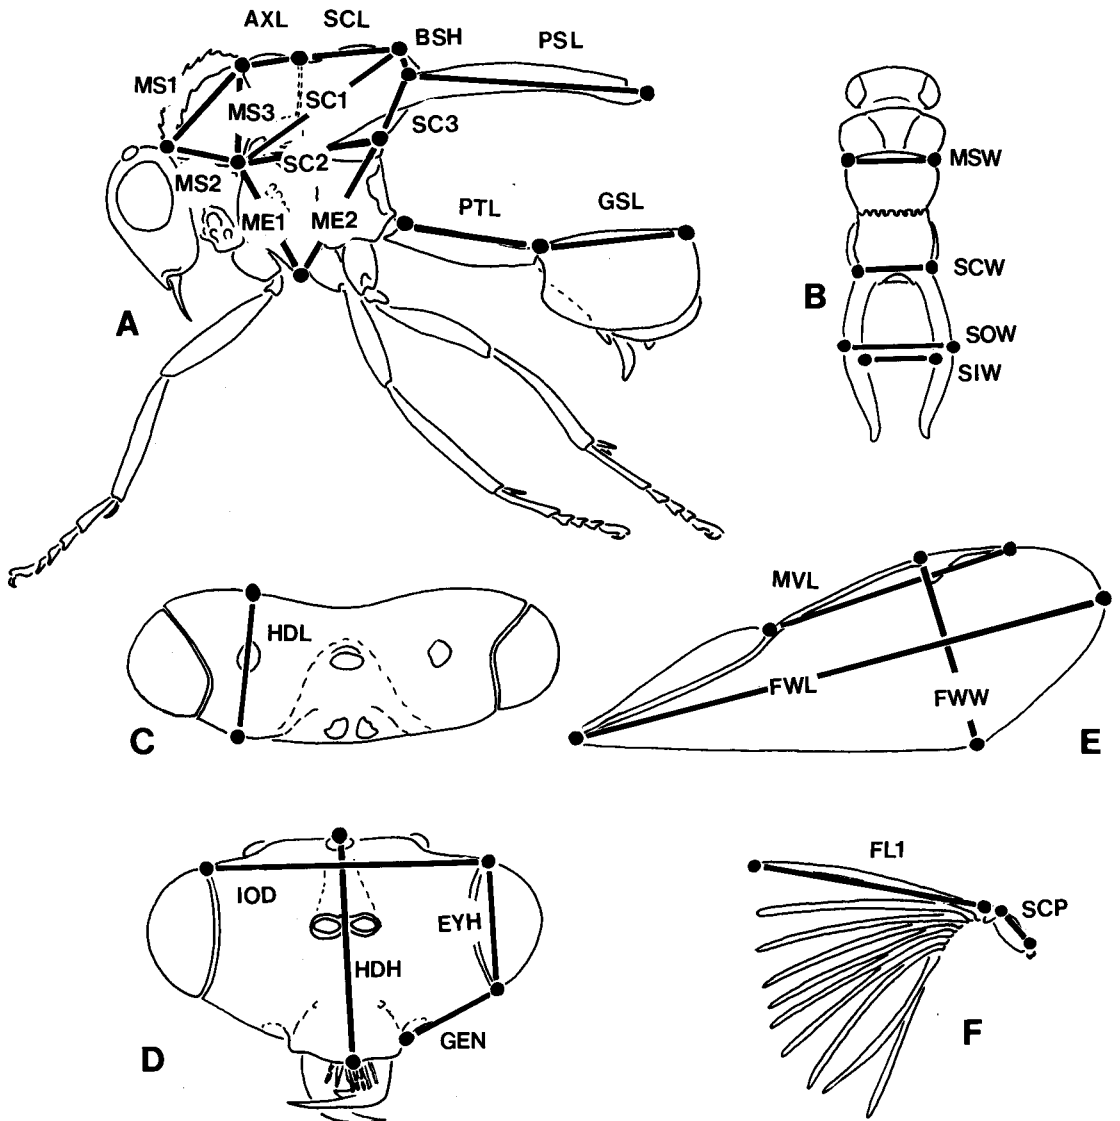 AXL SCL
BSH PSL
MS1
MS3 SC1
SC3
MS2 SC2
ME1 ME2 PTL GSL
A
MSW
SCW
B
SOW
SIW
HDL
C
MVL
FWL FWW
E
IOD
EYH
HDH
GEN
D
FL1
SCP
F